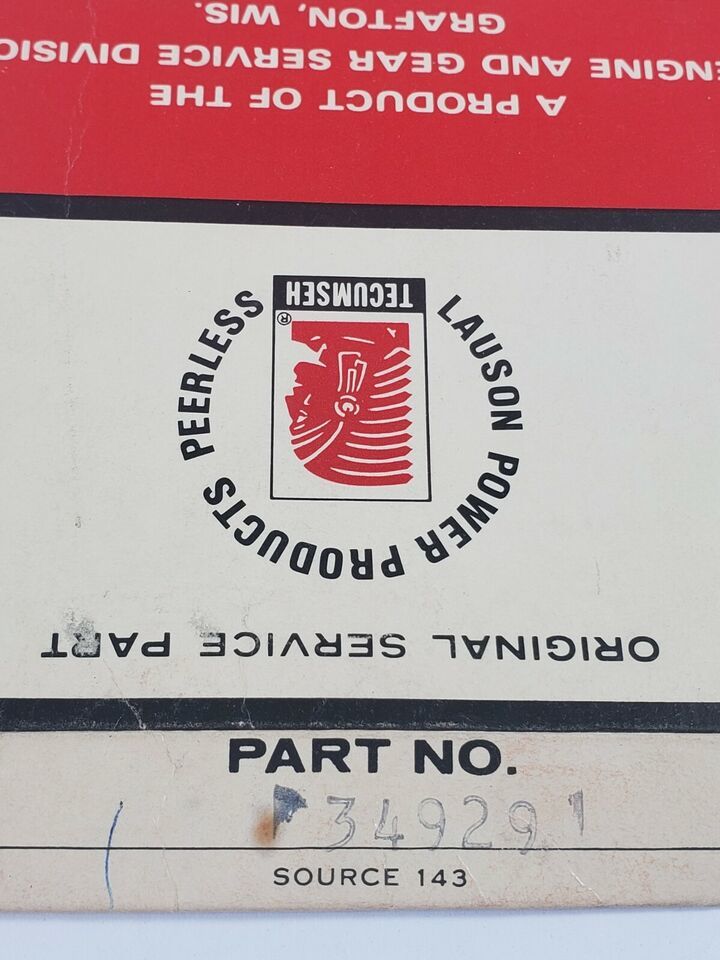 ORIGINAL SERVICE PART
LAUSON POWER PRODUCTS PEERLESS
®
TECUMSEH
A PRODUCT OF THE
ENGINE AND GEAR SERVICE DIVISIO
GRAFTON, WIS.
PART NO.
349291
SOURCE 143